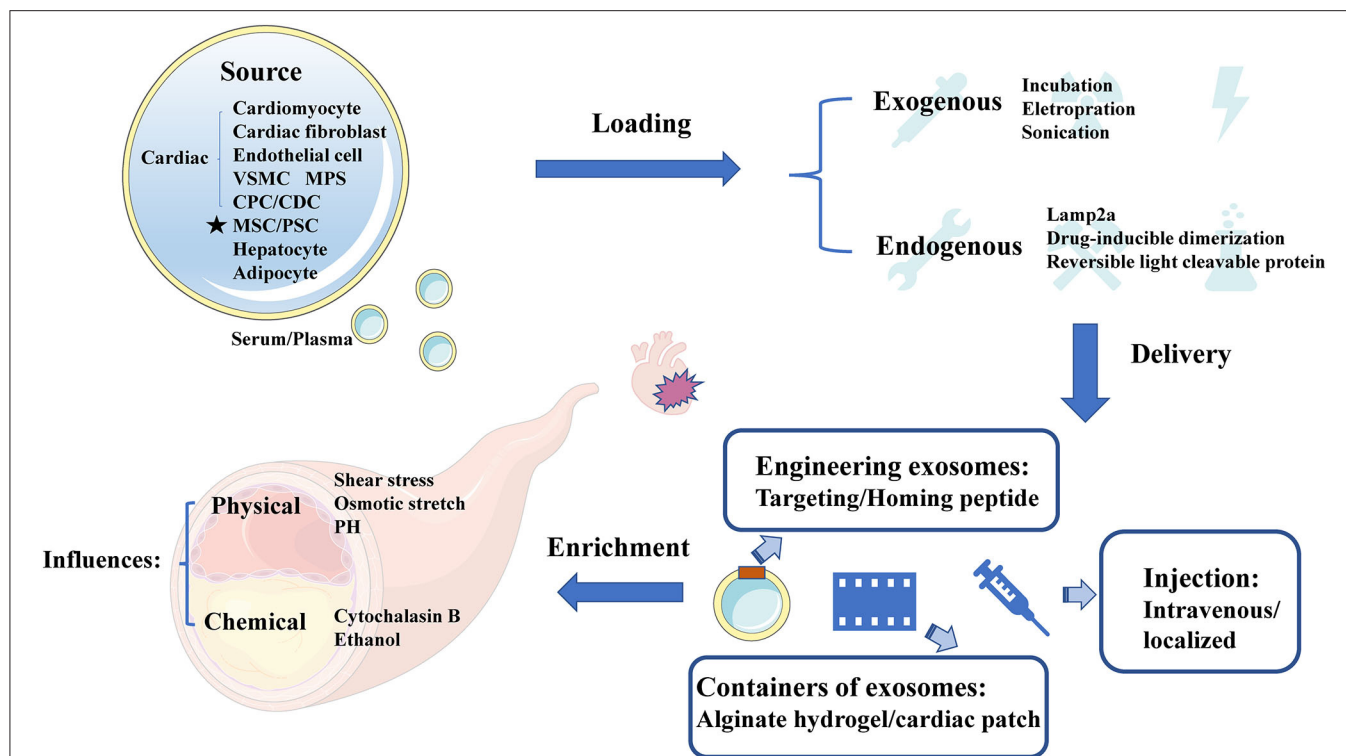 Source
Cardiac
Cardiomyocyte
Cardiac fibroblast
Endothelial cell
VSMC MPS
CPC/CDC
★ MSC/PSC
Hepatocyte
Adipocyte
Serum/Plasma
Loading
Exogenous
Incubation
Eletropration
Sonication
Endogenous
Lamp2a
Drug-inducible dimerization
Reversible light cleavable protein
Delivery
Engineering exosomes:
Targeting/Homing peptide
Injection:
Intravenous/
localized
Containers of exosomes:
Alginate hydrogel/cardiac patch
Enrichment
Influences:
Physical
Shear stress
Osmotic stretch
PH
Chemical
Cytochalasin B
Ethanol